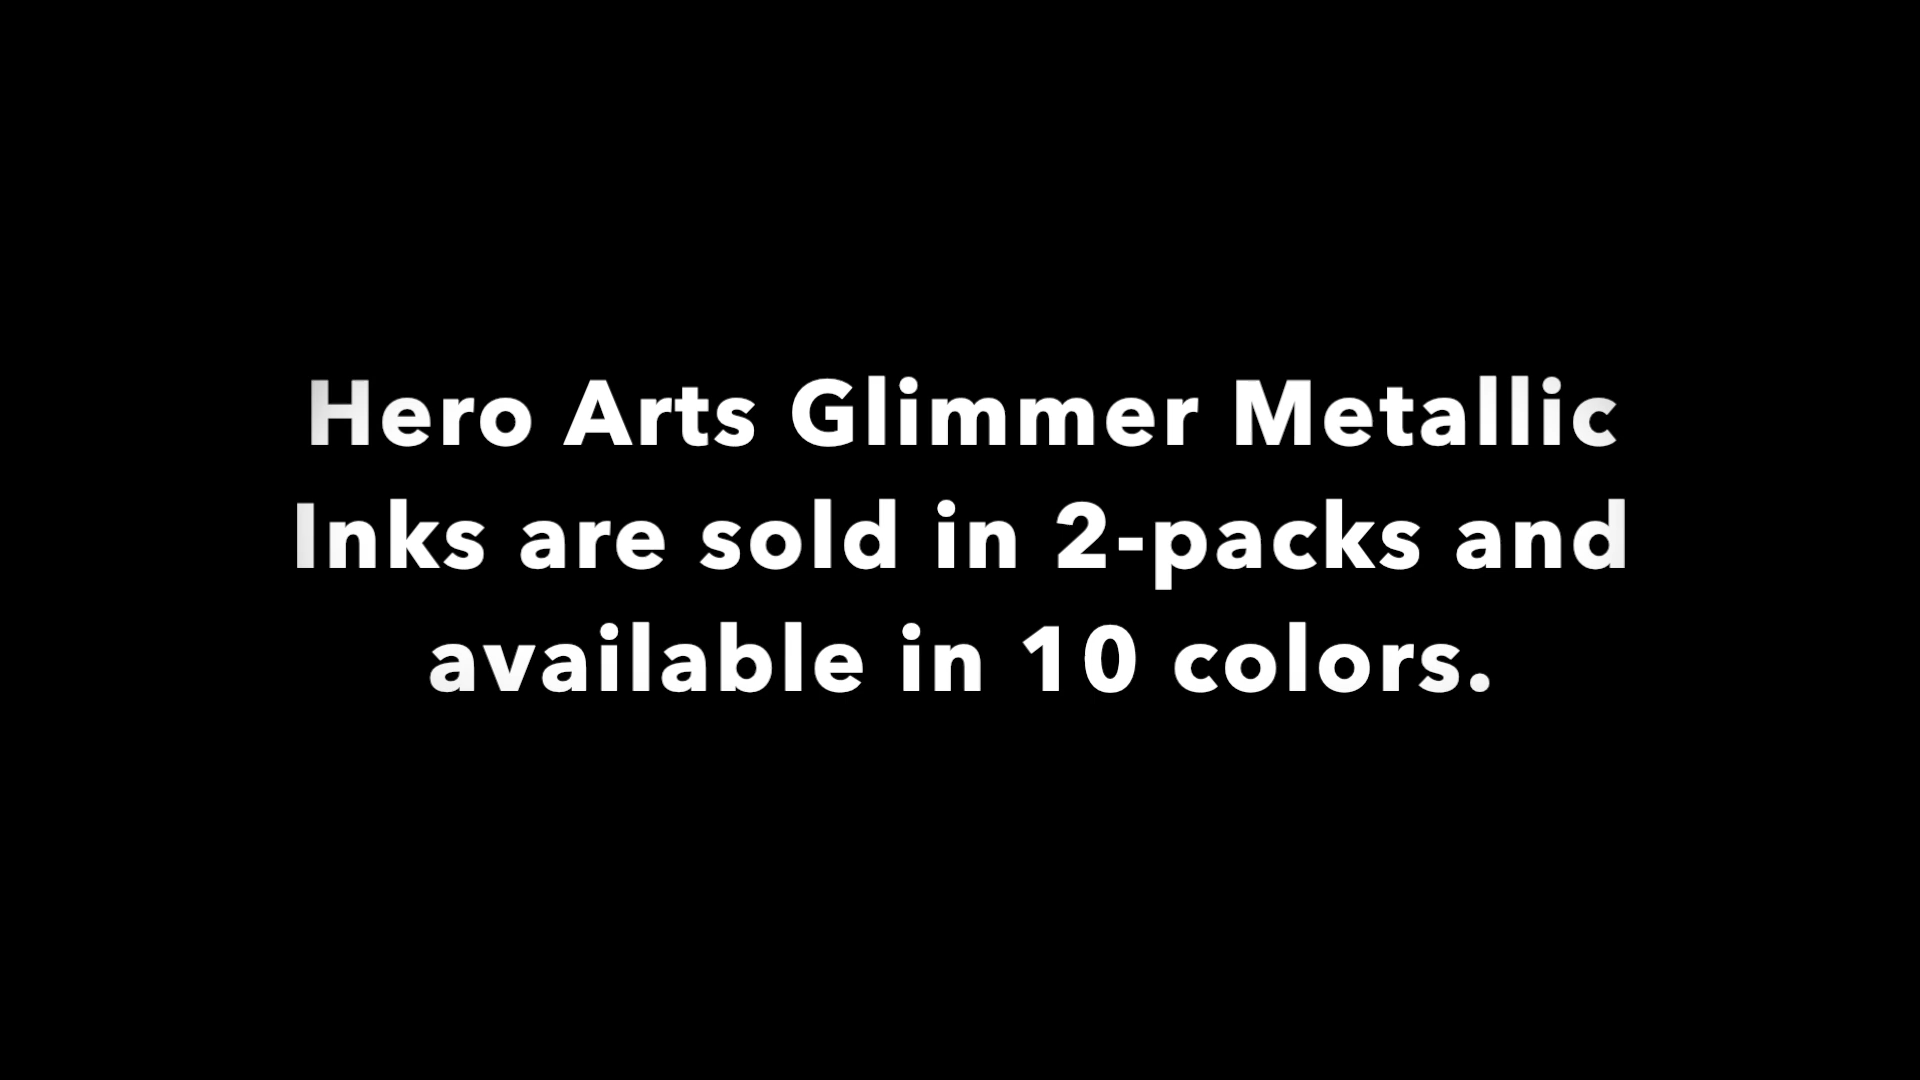 Hero Arts Glimmer Metallic
Inks are sold in 2-packs and
available in 10 colors.